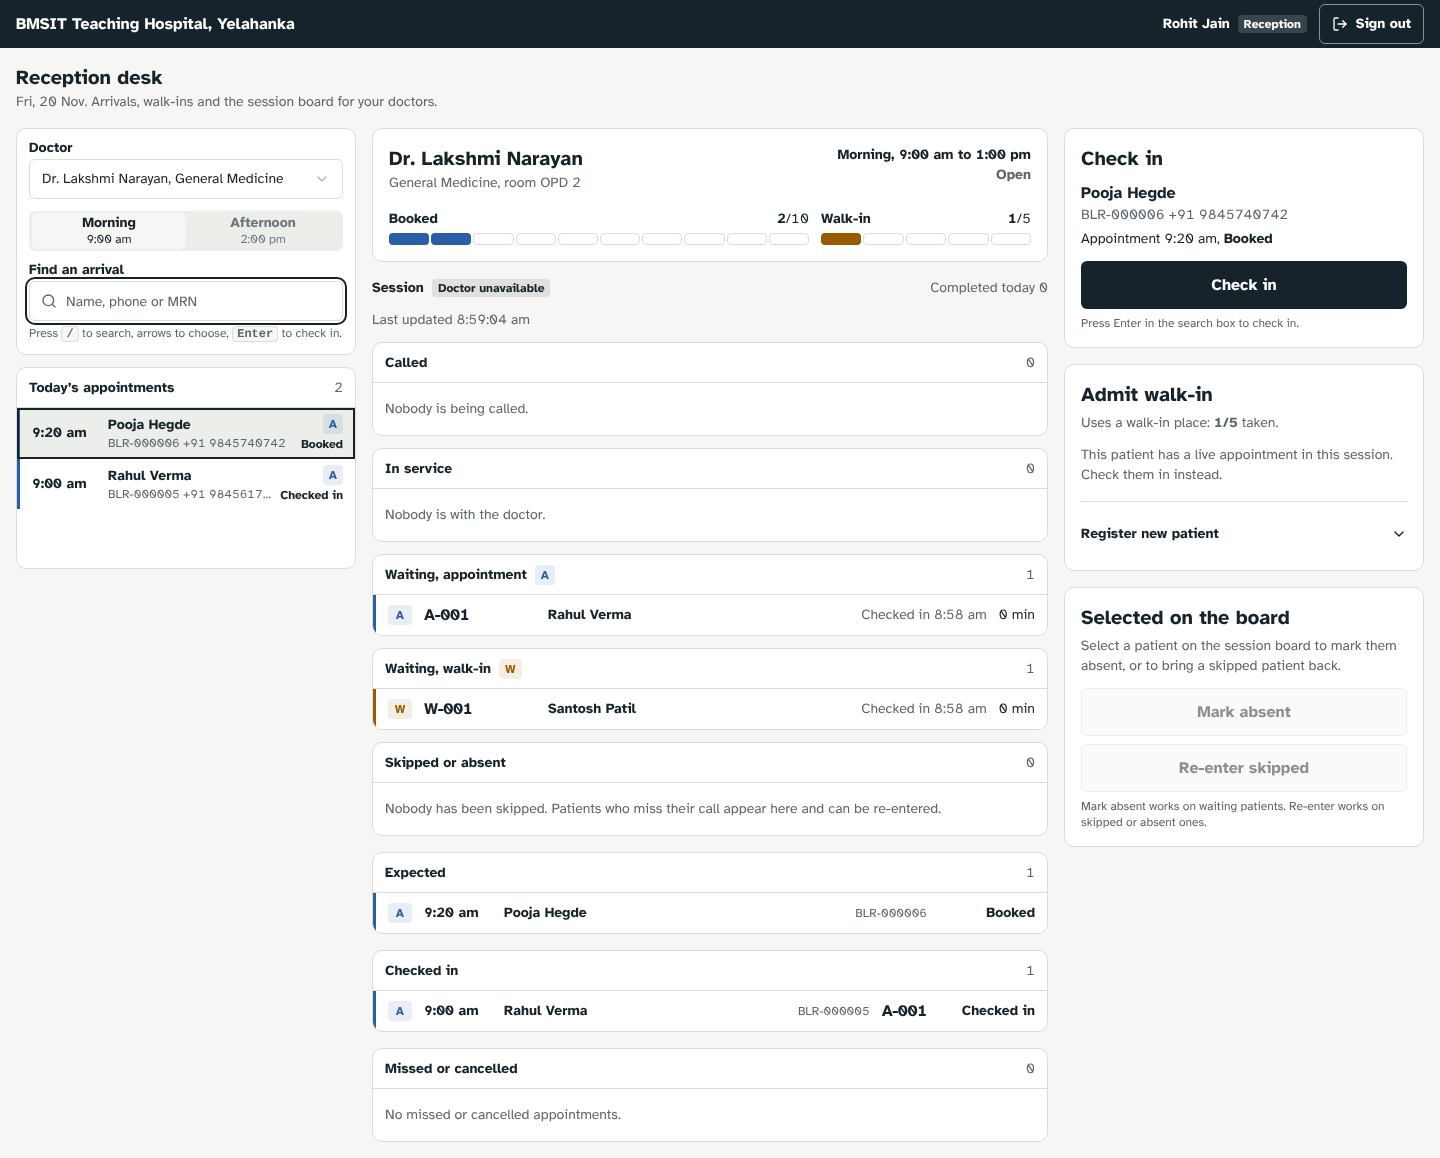 BMSIT Teaching Hospital, Yelahanka
Rohit Jain Reception Sign out
Reception desk
Fri, 20 Nov. Arrivals, walk-ins and the session board for your doctors.
Doctor
Dr. Lakshmi Narayan, General Medicine
Morning
9:00 am
Afternoon
2:00 pm
Find an arrival
Name, phone or MRN
Press / to search, arrows to choose, Enter to check in.
Today's appointments 2
9:20 am Pooja Hegde A
BLR-000006 +91 9845740742 Booked
9:00 am Rahul Verma A
BLR-000005 +91 9845617... Checked in
Dr. Lakshmi Narayan
General Medicine, room OPD 2
Morning, 9:00 am to 1:00 pm
Open
Booked 2/10
Walk-in 1/5
Session Doctor unavailable Completed today 0
Last updated 8:59:04 am
Called 0
Nobody is being called.
In service 0
Nobody is with the doctor.
Waiting, appointment A 1
A A-001 Rahul Verma Checked in 8:58 am 0 min
Waiting, walk-in W 1
W W-001 Santosh Patil Checked in 8:58 am 0 min
Skipped or absent 0
Nobody has been skipped. Patients who miss their call appear here and can be re-entered.
Expected 1
A 9:20 am Pooja Hegde BLR-000006 Booked
Checked in 1
A 9:00 am Rahul Verma BLR-000005 A-001 Checked in
Missed or cancelled 0
No missed or cancelled appointments.
Check in
Pooja Hegde
BLR-000006 +91 9845740742
Appointment 9:20 am, Booked
Check in
Press Enter in the search box to check in.
Admit walk-in
Uses a walk-in place: 1/5 taken.
This patient has a live appointment in this session.
Check them in instead.
Register new patient
Selected on the board
Select a patient on the session board to mark them
absent, or to bring a skipped patient back.
Mark absent
Re-enter skipped
Mark absent works on waiting patients. Re-enter works on
skipped or absent ones.